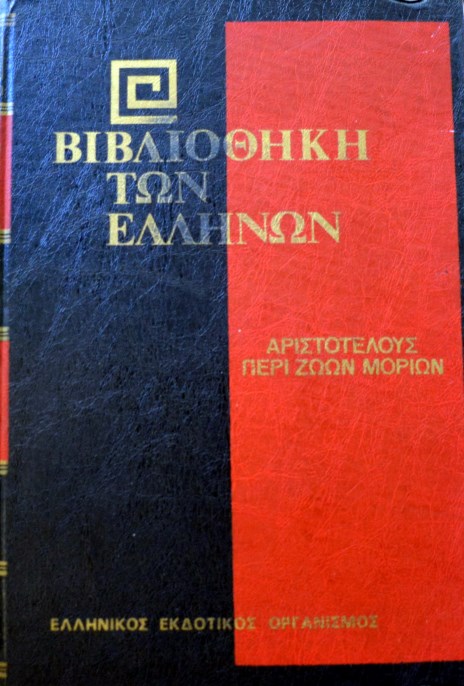 ΒΙΒΛΙΟΘΗΚΗ
ΤΩΝ
ΕΛΛΗΝΩΝ
ΑΡΙΣΤΟΤΕΛΟΥΣ
ΠΕΡΙ ΖΩΩΝ ΜΟΡΙΩΝ
ΕΛΛΗΝΙΚΟΣ ΕΚΔΟΤΙΚΟΣ ΟΡΓΑΝΙΣΜΟΣ